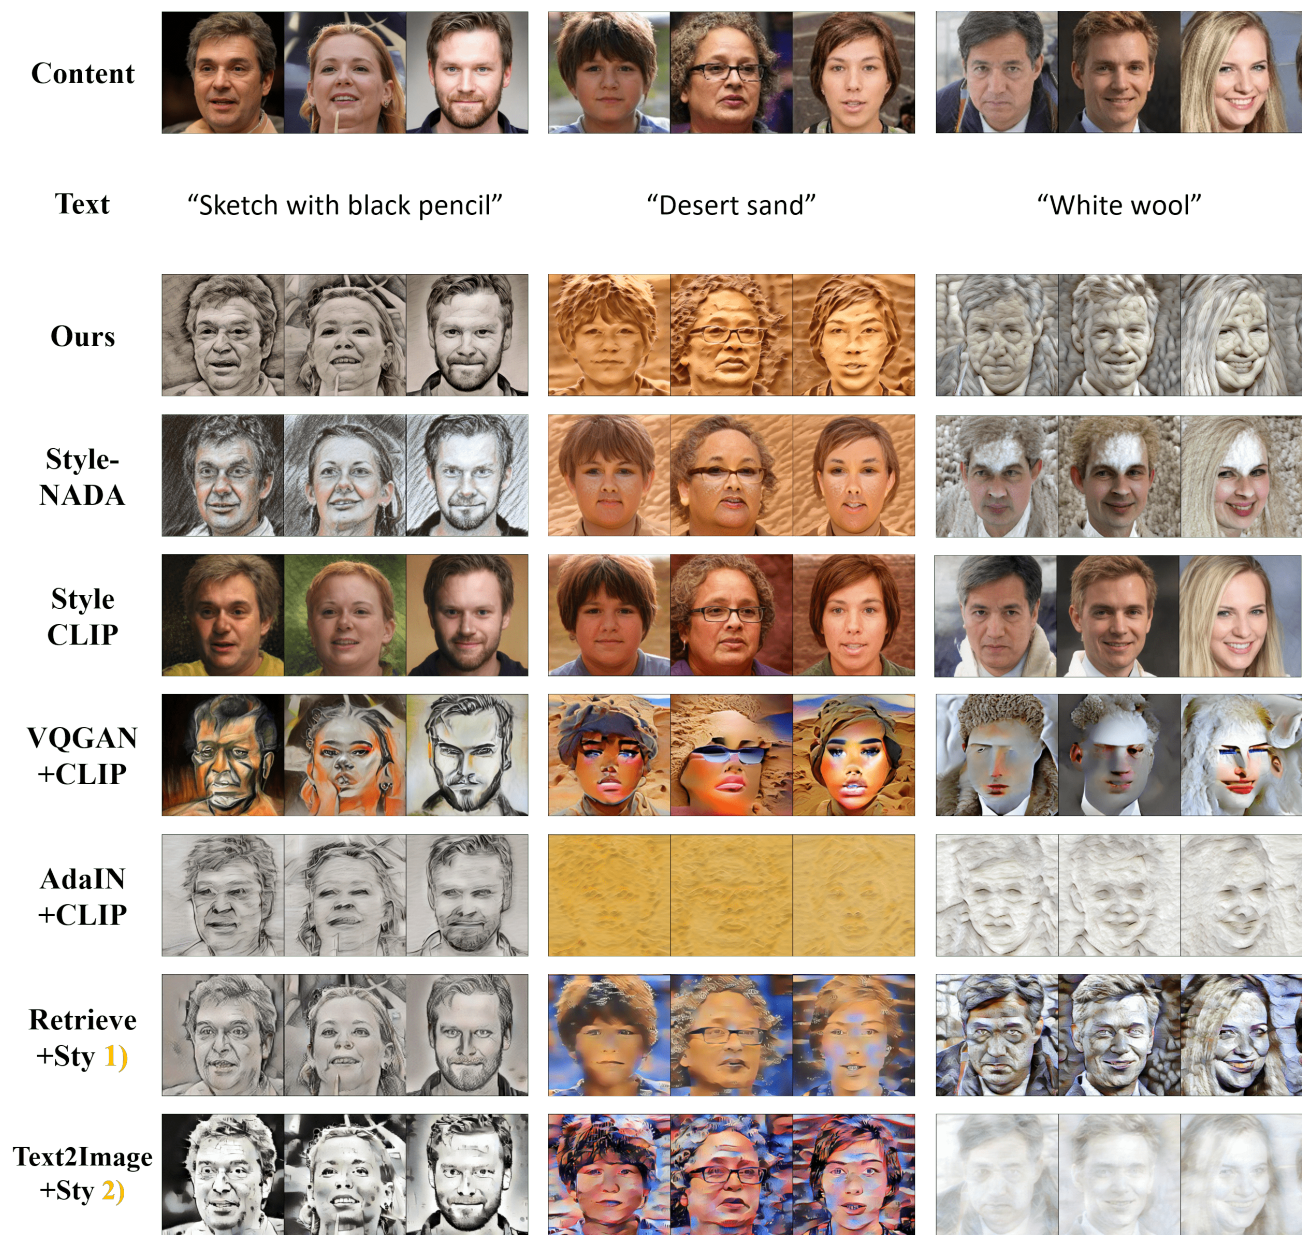 Content
Text
“Sketch with black pencil”
“Desert sand”
“White wool”
Ours
Style-
NADA
Style
CLIP
VQGAN
+CLIP
AdaIN
+CLIP
Retrieve
+Sty 1)
Text2Image
+Sty 2)